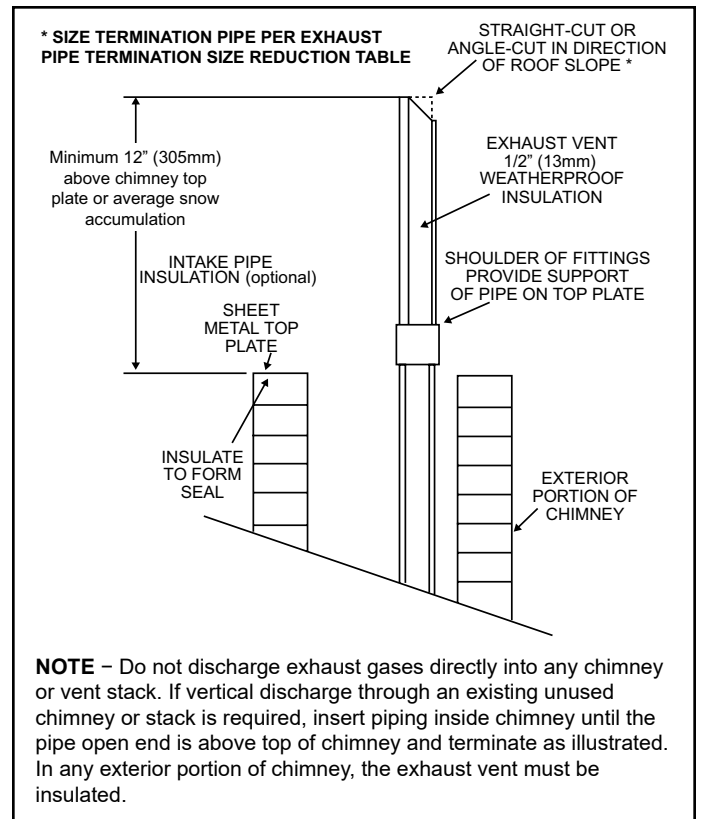 * SIZE TERMINATION PIPE PER EXHAUST
PIPE TERMINATION SIZE REDUCTION TABLE
STRAIGHT-CUT OR
ANGLE-CUT IN DIRECTION
OF ROOF SLOPE *
Minimum 12” (305mm)
above chimney top
plate or average snow
accumulation
EXHAUST VENT
1/2” (13mm)
WEATHERPROOF
INSULATION
INTAKE PIPE
INSULATION (optional)
SHOULDER OF FITTINGS
PROVIDE SUPPORT
OF PIPE ON TOP PLATE
SHEET
METAL TOP
PLATE
INSULATE
TO FORM
SEAL
EXTERIOR
PORTION OF
CHIMNEY
NOTE − Do not discharge exhaust gases directly into any chimney
or vent stack. If vertical discharge through an existing unused
chimney or stack is required, insert piping inside chimney until the
pipe open end is above top of chimney and terminate as illustrated.
In any exterior portion of chimney, the exhaust vent must be
insulated.